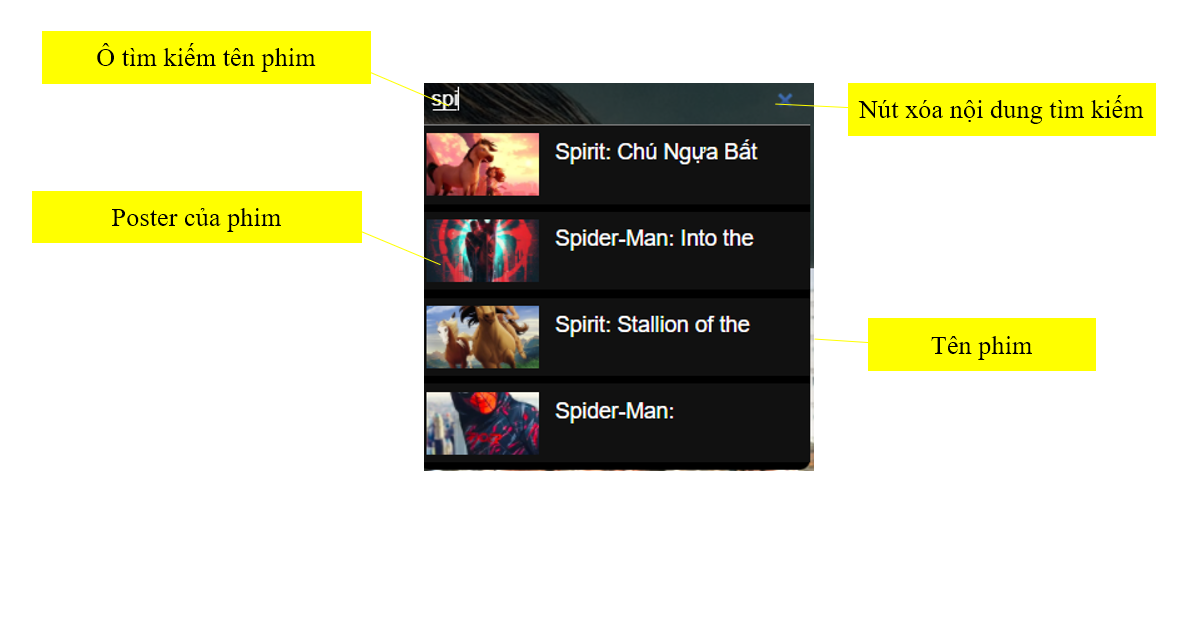 Ô tìm kiếm tên phim
spi
Nút xóa nội dung tìm kiếm
Spirit: Chú Ngựa Bất
Poster của phim
Spider-Man: Into the
Spirit: Stallion of the
Tên phim
Spider-Man: